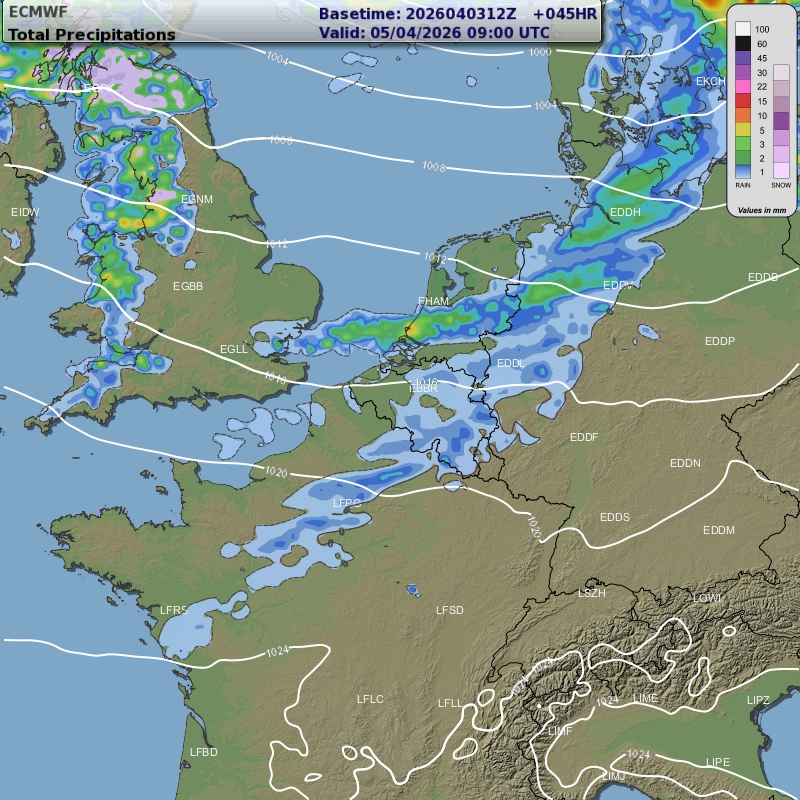 ECMWF
Basetime: 2026040312Z +045HR
Total Precipitations
Valid: 05/04/2026 09:00 UTC
1000
1004
EKCH
EGPK
1004
1008
1008
EGNM
EIDW
EDDH
1012
1012
EDDB
EGBB
EDDV
EHAM
EDDP
EGLL
EDDL
1016
1016
EBBR
EDDF
EDDN
1020
LFPG
EDDS
1020
EDDM
LSZH
LOWI
LFRS
LFSD
1024
1024
LFLC
LFLL
1024
LIME
LIPZ
LIMF
LFBD
1024
LIPE
LIMJ
100
60
45
30
22
15
10
5
3
2
1
RAIN
SNOW
Values in mm